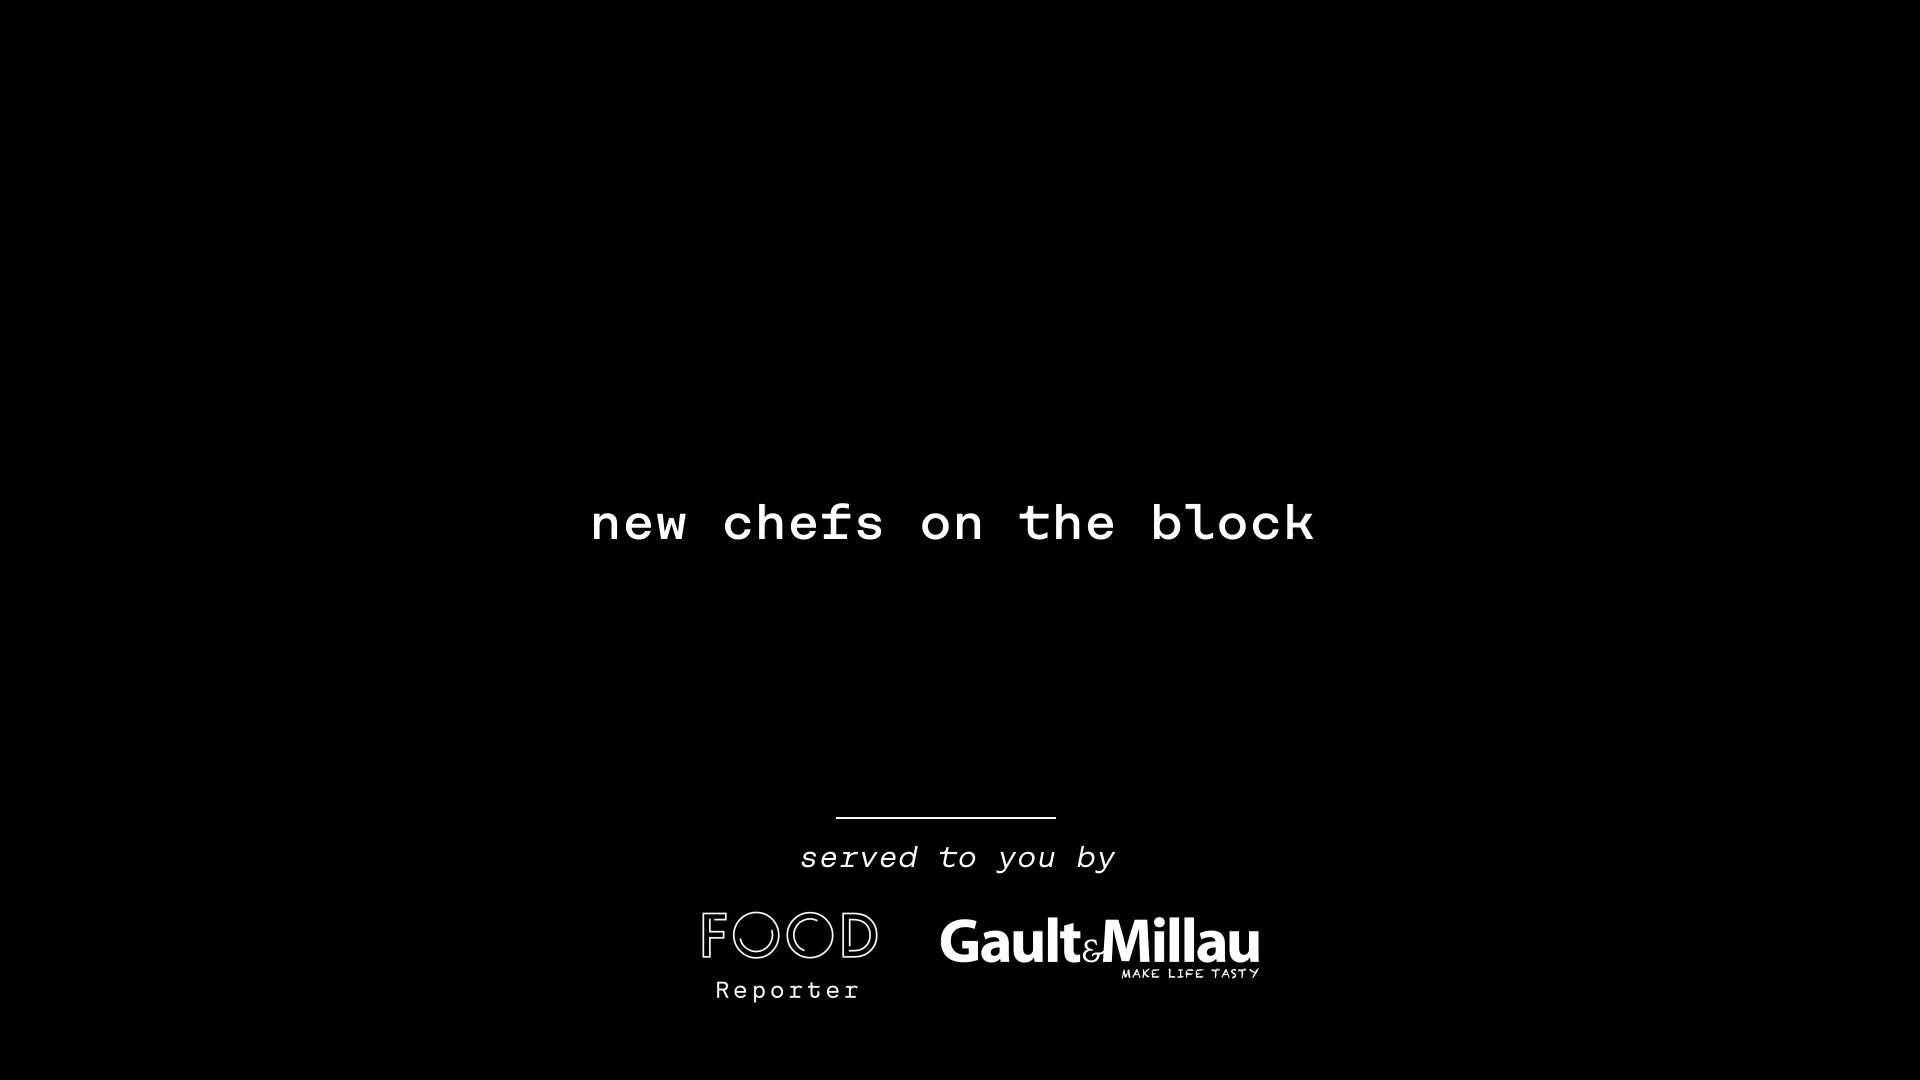 new chefs on the block
served to you by
FOOD
Reporter
Gault&Millau
MAKE LIFE TASTY